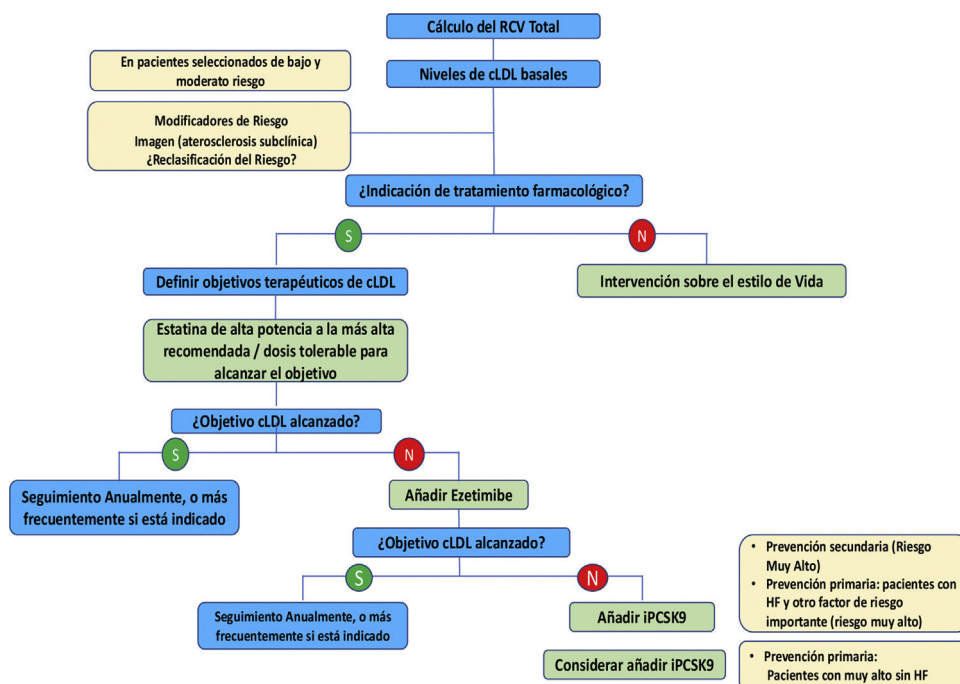 Cálculo del RCV Total
En pacientes seleccionados de bajo y
moderato riesgo
Niveles de cLDL basales
Modificadores de Riesgo
Imagen (aterosclerosis subclínica)
¿Reclasificación del Riesgo?
¿Indicación de tratamiento farmacológico?
S
N
Definir objetivos terapéuticos de cLDL
Intervención sobre el estilo de Vida
Estatina de alta potencia a la más alta
recomendada / dosis tolerable para
alcanzar el objetivo
¿Objetivo cLDL alcanzado?
S
N
Seguimiento Anualmente, o más
frecuentemente si está indicado
Añadir Ezetimibe
¿Objetivo cLDL alcanzado?
S
N
Seguimiento Anualmente, o más
frecuentemente si está indicado
Añadir iPCSK9
• Prevención secundaria (Riesgo
Muy Alto)
• Prevención primaria: pacientes con
HF y otro factor de riesgo
importante (riesgo muy alto)
Considerar añadir iPCSK9
• Prevención primaria:
Pacientes con muy alto sin HF